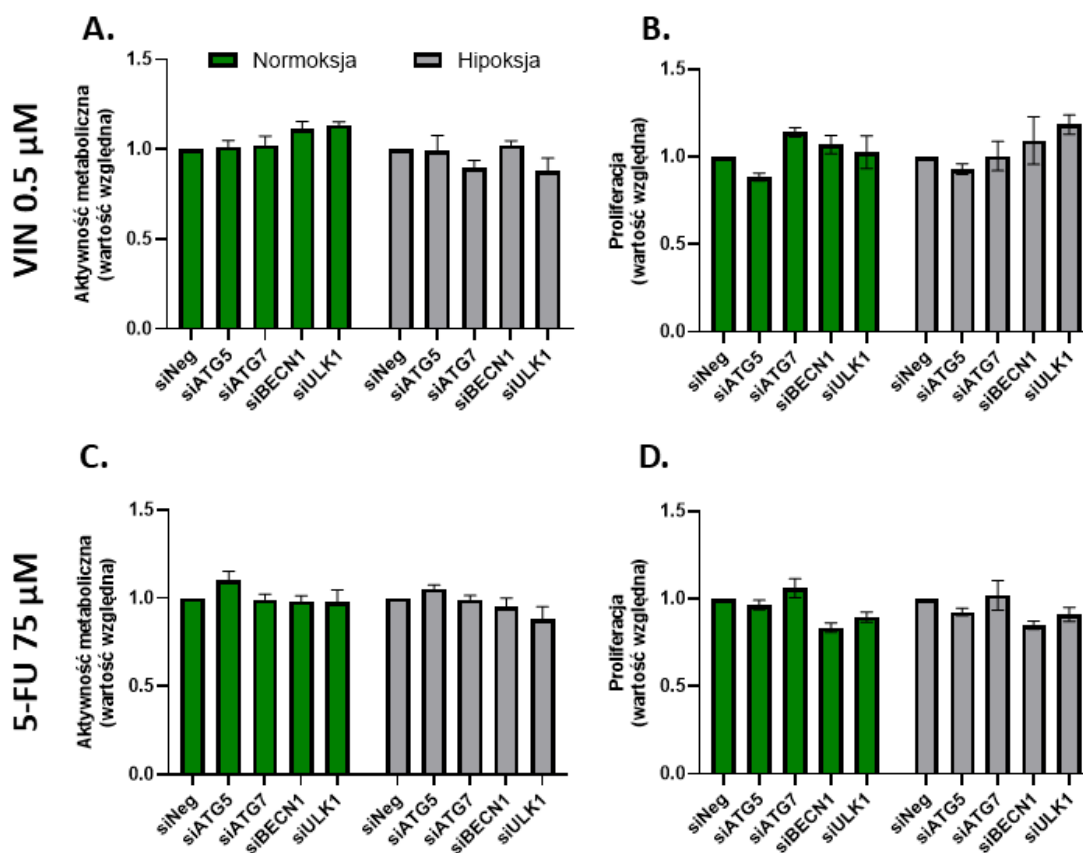 A.
B.
VIN 0.5 µM
Normoksja
Hipoksja
Aktywność metaboliczna
(wartość względna)
1.5
1.0
0.5
0.0
siNeg
siATG5
siATG7
siBECN1
siULK1
siNeg
siATG5
siATG7
siBECN1
siULK1
Proliferacja
(wartość względna)
1.5
1.0
0.5
0.0
siNeg
siATG5
siATG7
siBECN1
siULK1
siNeg
siATG5
siATG7
siBECN1
siULK1
C.
D.
5-FU 75 µM
Aktywność metaboliczna
(wartość względna)
1.5
1.0
0.5
0.0
siNeg
siATG5
siATG7
siBECN1
siULK1
siNeg
siATG5
siATG7
siBECN1
siULK1
Proliferacja
(wartość względna)
1.5
1.0
0.5
0.0
siNeg
siATG5
siATG7
siBECN1
siULK1
siNeg
siATG5
siATG7
siBECN1
siULK1